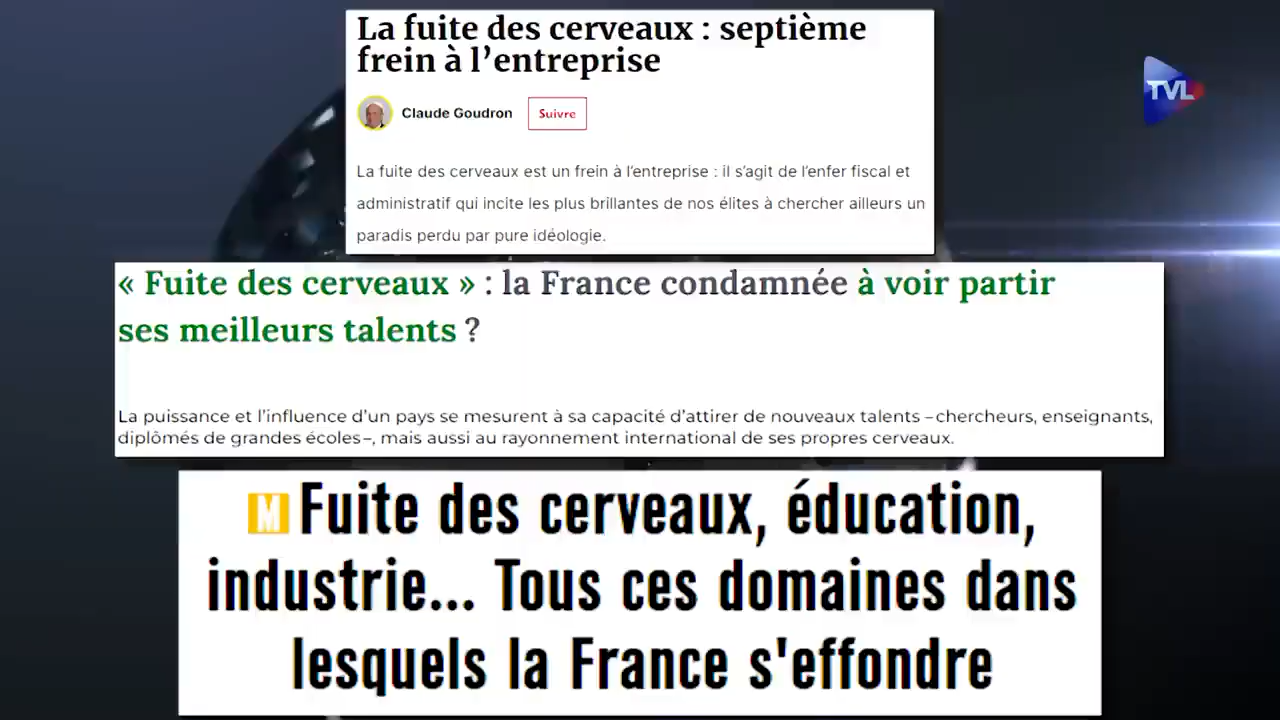 La fuite des cerveaux : septième
frein à l’entreprise
TVL
Claude Goudron
Suivre
La fuite des cerveaux est un frein à l’entreprise : il s’agit de l’enfer fiscal et
administratif qui incite les plus brillantes de nos élites à chercher ailleurs un
paradis perdu par pure idéologie.
« Fuite des cerveaux » : la France condamnée à voir partir
ses meilleurs talents ?
La puissance et l’influence d’un pays se mesurent à sa capacité d’attirer de nouveaux talents – chercheurs, enseignants,
diplômés de grandes écoles –, mais aussi au rayonnement international de ses propres cerveaux.
M Fuite des cerveaux, éducation,
industrie... Tous ces domaines dans
lesquels la France s'effondre